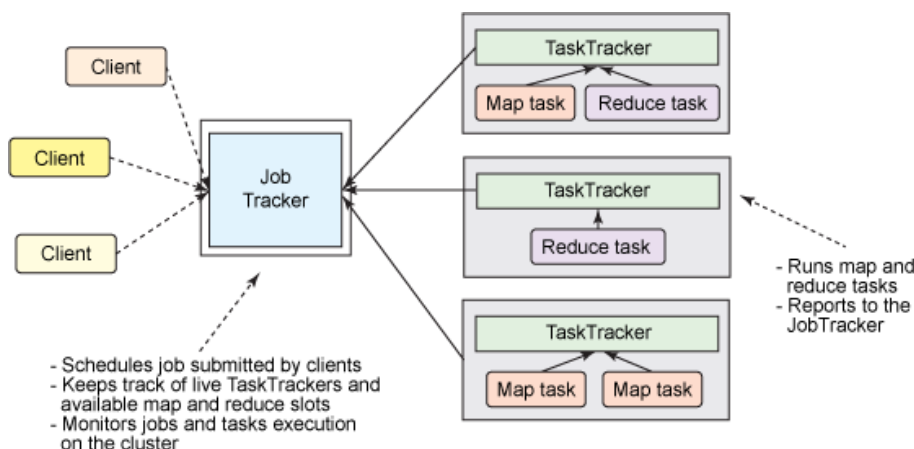 Client
Client
Client
Job
Tracker
TaskTracker
Map task
Reduce task
TaskTracker
Reduce task
TaskTracker
Map task
Map task
- Schedules job submitted by clients
- Keeps track of live TaskTrackers and
available map and reduce slots
- Monitors jobs and tasks execution
on the cluster
- Runs map and
reduce tasks
- Reports to the
JobTracker